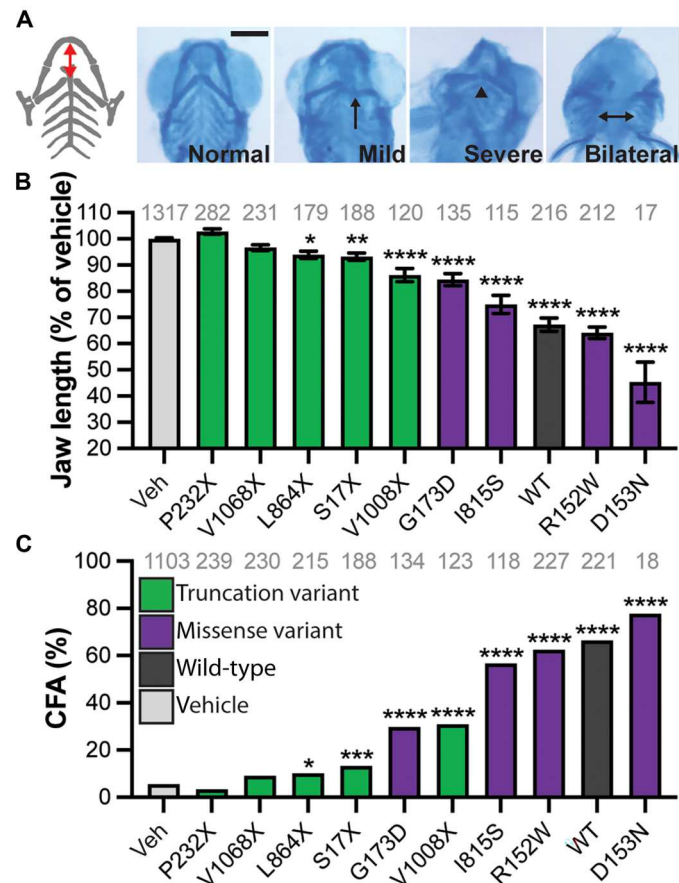 A
Normal
Mild
Severe
Bilateral
B
Jaw length (% of vehicle)
110
100
90
80
70
60
50
40
30
20
1317 282 231 179 188 120 135 115 216 212 17
* ** **** **** **** **** **** ****
Veh P232X V1068X L864X S17X V1008X G173D I815S WT R152W D153N
C
CFA (%)
100
80
60
40
20
0
1103 239 230 215 188 134 123 118 227 221 18
Truncation variant
Missense variant
Wild-type
Vehicle
* *** **** **** **** **** **** ****
Veh P232X V1068X L864X S17X G173D V1008X I815S R152W WT D153N